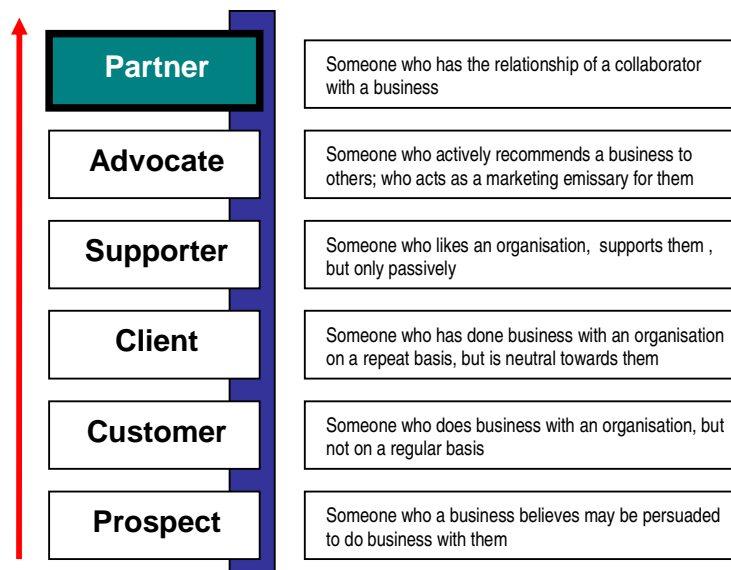 Partner
Someone who has the relationship of a collaborator
with a business
Advocate
Someone who actively recommends a business to
others; who acts as a marketing emissary for them
Supporter
Someone who likes an organisation,  supports them ,
but only passively
Client
Someone who has done business with an organisation
on a repeat basis, but is neutral towards them
Customer
Someone who does business with an organisation, but
not on a regular basis
Prospect
Someone who a business believes may be persuaded
to do business with them